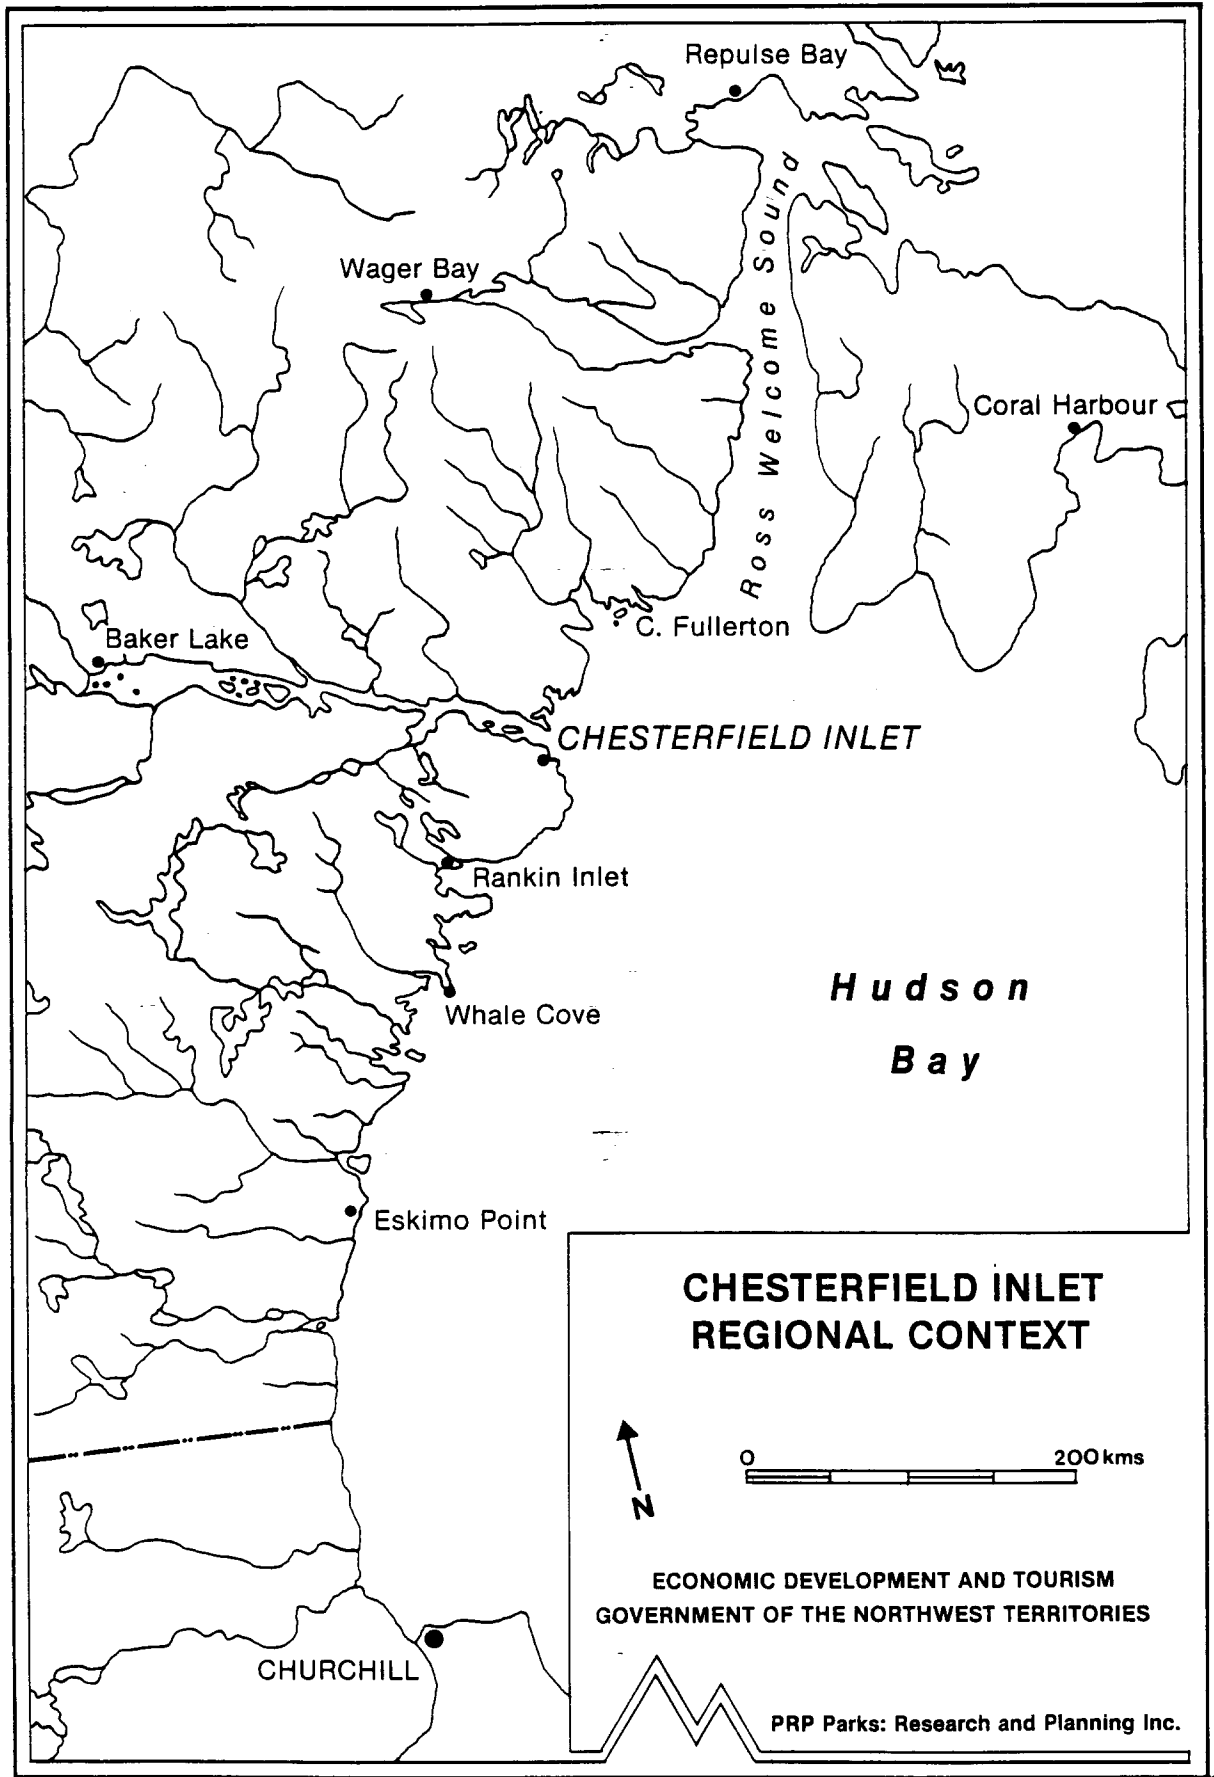 Repulse Bay
Ross Welcome Sound
Wager Bay
Coral Harbour
C. Fullerton
Baker Lake
CHESTERFIELD INLET
Rankin Inlet
Hudson
Bay
Whale Cove
Eskimo Point
CHESTERFIELD INLET
REGIONAL CONTEXT
N
0 200 kms
ECONOMIC DEVELOPMENT AND TOURISM
GOVERNMENT OF THE NORTHWEST TERRITORIES
CHURCHILL
PRP Parks: Research and Planning Inc.